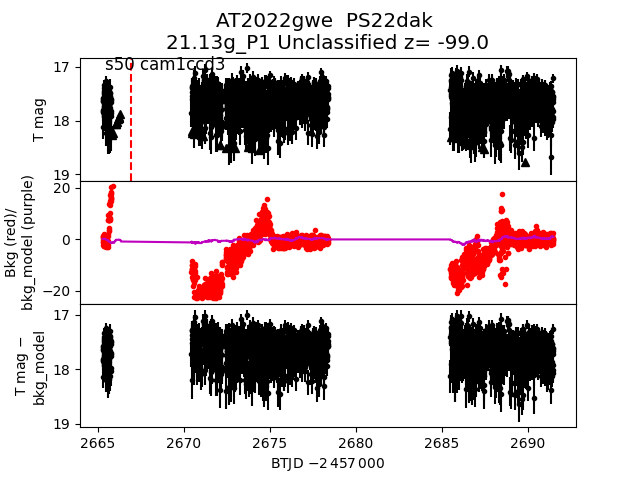 AT2022gwe  PS22dak
21.13g_P1 Unclassified z= -99.0
s50 cam1ccd3
17
18
19
T mag
20
0
−20
Bkg (red)/
bkg_model (purple)
17
18
19
T mag −
bkg_model
2665
2670
2675
2680
2685
2690
BTJD −2 457 000